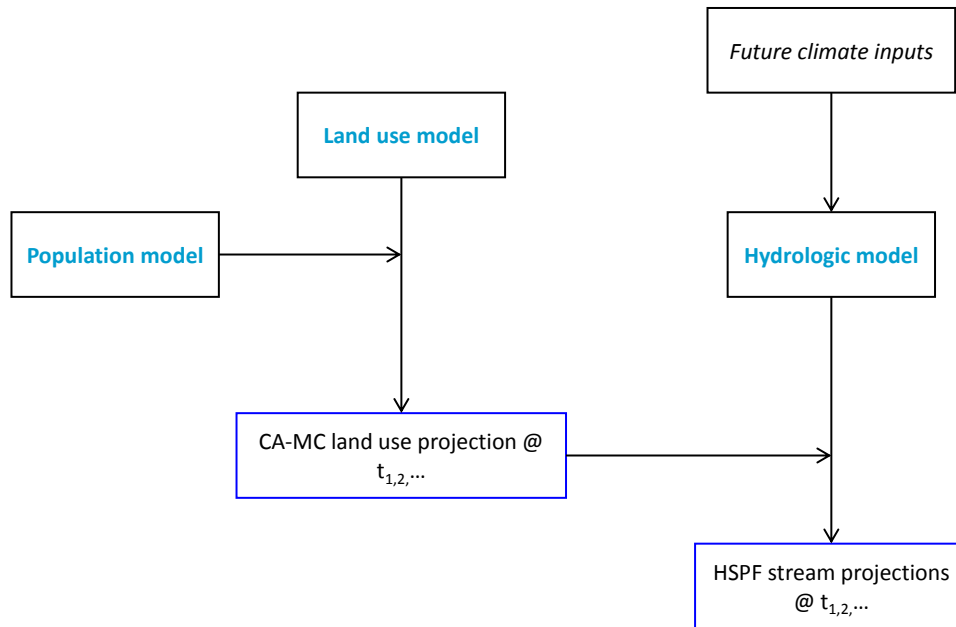 Future climate inputs
Land use model
Population model
Hydrologic model
CA-MC land use projection @
t1,2,...
HSPF stream projections
@ t1,2,...